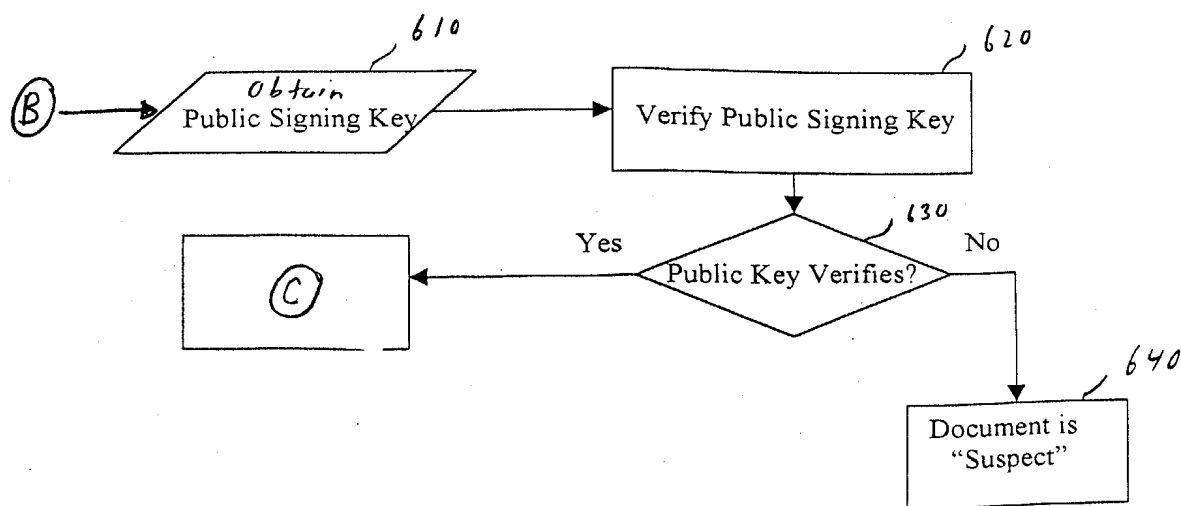 610
620
B
Obtain
Public Signing Key
Verify Public Signing Key
630
Yes
No
C
Public Key Verifies?
640
Document is
"Suspect"